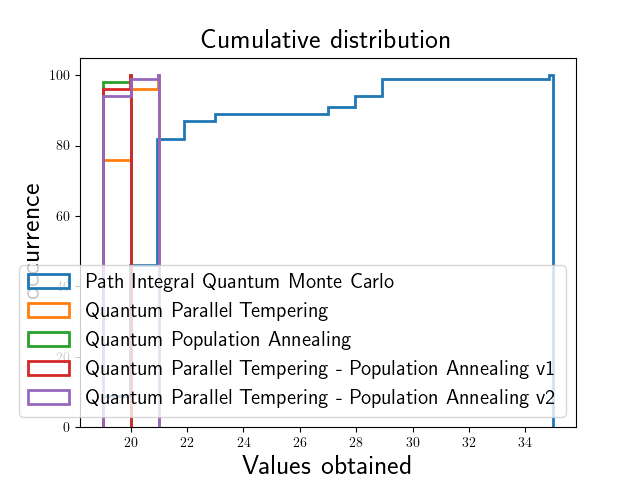 Cumulative distribution
100
80
60
40
20
0
occurrence
Path Integral Quantum Monte Carlo
Quantum Parallel Tempering
Quantum Population Annealing
Quantum Parallel Tempering - Population Annealing v1
Quantum Parallel Tempering - Population Annealing v2
20 22 24 26 28 30 32 34
Values obtained